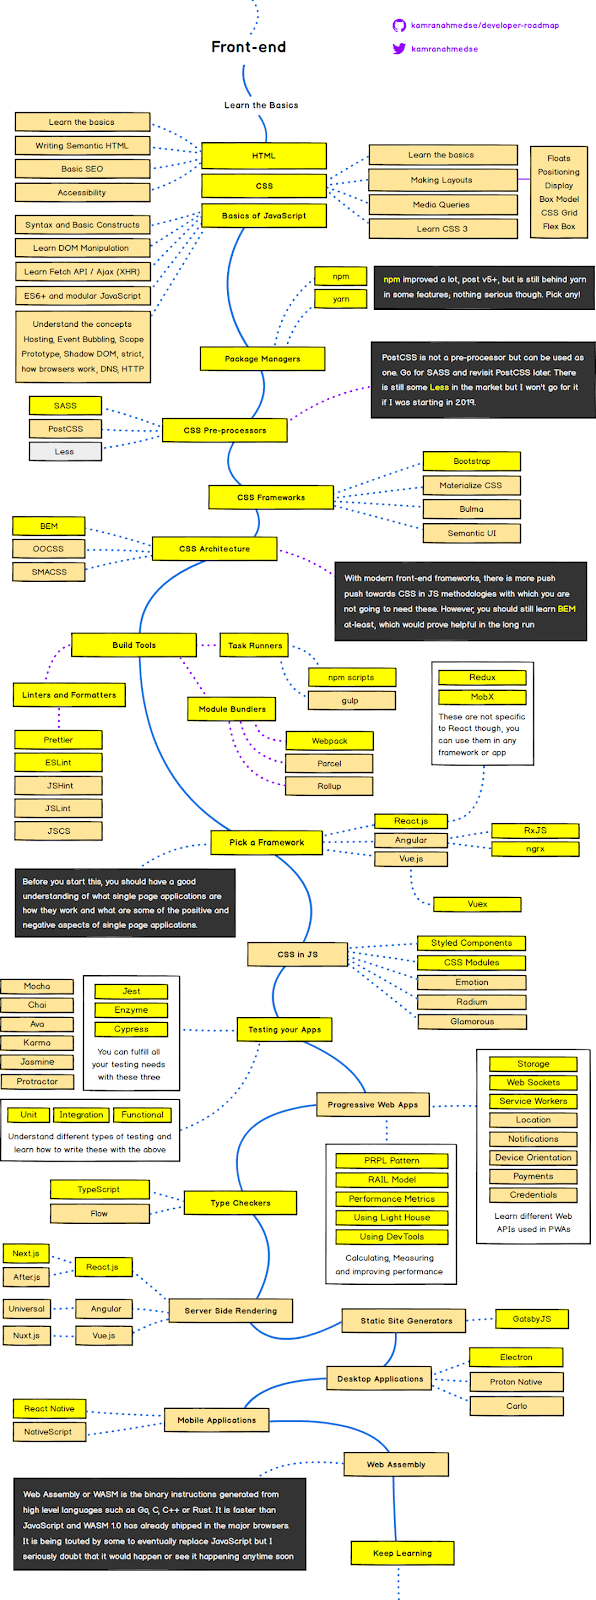 kamranahmedse/developer-roadmap
Front-end
kamranahmedse
Learn the Basics
Learn the basics
Writing Semantic HTML
Basic SEO
Accessibility
HTML
CSS
Basics of JavaScript
Learn the basics
Making Layouts
Media Queries
Learn CSS 3
Floats
Positioning
Display
Box Model
CSS Grid
Flex Box
Syntax and Basic Constructs
Learn DOM Manipulation
Learn Fetch API / Ajax (XHR)
ES6+ and modular JavaScript
Understand the concepts
Hosting, Event Bubbling, Scope
Prototype, Shadow DOM, strict,
how browsers work, DNS, HTTP
npm
yarn
npm improved a lot, post v5+, but is still behind yarn
in some features; nothing serious though. Pick any!
Package Managers
PostCSS is not a pre-processor but can be used as
one. Go for SASS and revisit PostCSS later. There
is still some Less in the market but I won't go for it
if I was starting in 2019.
SASS
PostCSS
Less
CSS Pre-processors
CSS Frameworks
Bootstrap
Materialize CSS
Bulma
Semantic UI
BEM
OOCSS
SMACSS
CSS Architecture
With modern front-end frameworks, there is more push
push towards CSS in JS methodologies with which you are
not going to need these. However, you should still learn BEM
at-least, which would prove helpful in the long run
Build Tools
Task Runners
npm scripts
gulp
Linters and Formatters
Module Bundlers
Prettier
ESLint
JSHint
JSLint
JSCS
Webpack
Parcel
Rollup
Redux
MobX
These are not specific
to React though, you
can use them in any
framework or app
Pick a Framework
React.js
Angular
Vue.js
RxJS
ngrx
Vuex
Before you start this, you should have a good
understanding of what single page applications are
how they work and what are some of the positive and
negative aspects of single page applications.
CSS in JS
Styled Components
CSS Modules
Emotion
Radium
Glamorous
Mocha
Chai
Ava
Karma
Jasmine
Protractor
Jest
Enzyme
Cypress
You can fulfill all
your testing needs
with these three
Testing your Apps
Unit
Integration
Functional
Understand different types of testing and
learn how to write these with the above
Progressive Web Apps
Storage
Web Sockets
Service Workers
Location
Notifications
Device Orientation
Payments
Credentials
Learn different Web
APIs used in PWAs
PRPL Pattern
RAIL Model
Performance Metrics
Using Light House
Using DevTools
Calculating, Measuring
and improving performance
TypeScript
Flow
Type Checkers
Next.js
After.js
React.js
Universal
Angular
Nuxt.js
Vue.js
Server Side Rendering
Static Site Generators
GatsbyJS
Desktop Applications
Electron
Proton Native
Carlo
React Native
NativeScript
Mobile Applications
Web Assembly
Web Assembly or WASM is the binary instructions generated from
high level languages such as Go, C, C++ or Rust. It is faster than
JavaScript and WASM 1.0 has already shipped in the major browsers.
It is being touted by some to eventually replace JavaScript but I
seriously doubt that it would happen or see it happening anytime soon
Keep Learning